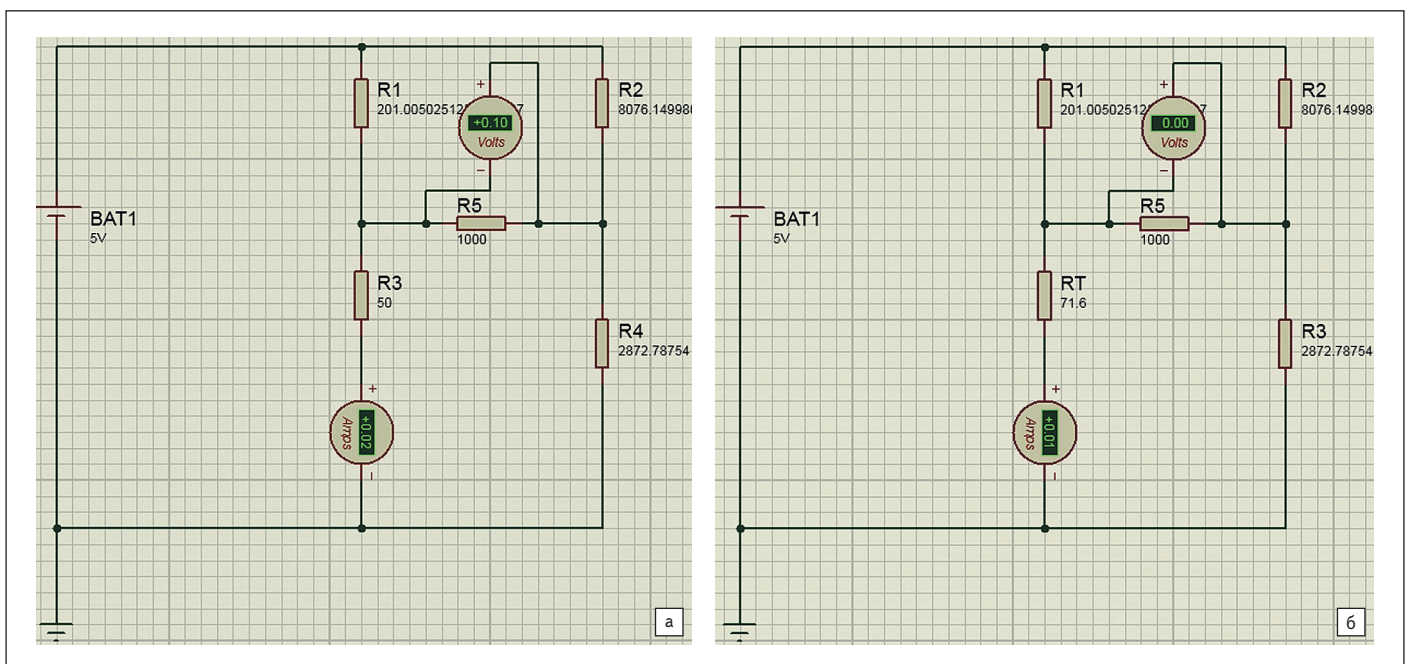 R1
201.0050251
7
+
+0.10
Volts
−
R2
8076.14998
BAT1
5V
R5
1000
R3
50
R4
2872.78754
+
+0.02
Amps
−
а
R1
201.0050251
7
+
0.00
Volts
−
R2
8076.14998
BAT1
5V
R5
1000
RT
71.6
R3
2872.78754
+
+0.01
Amps
−
б